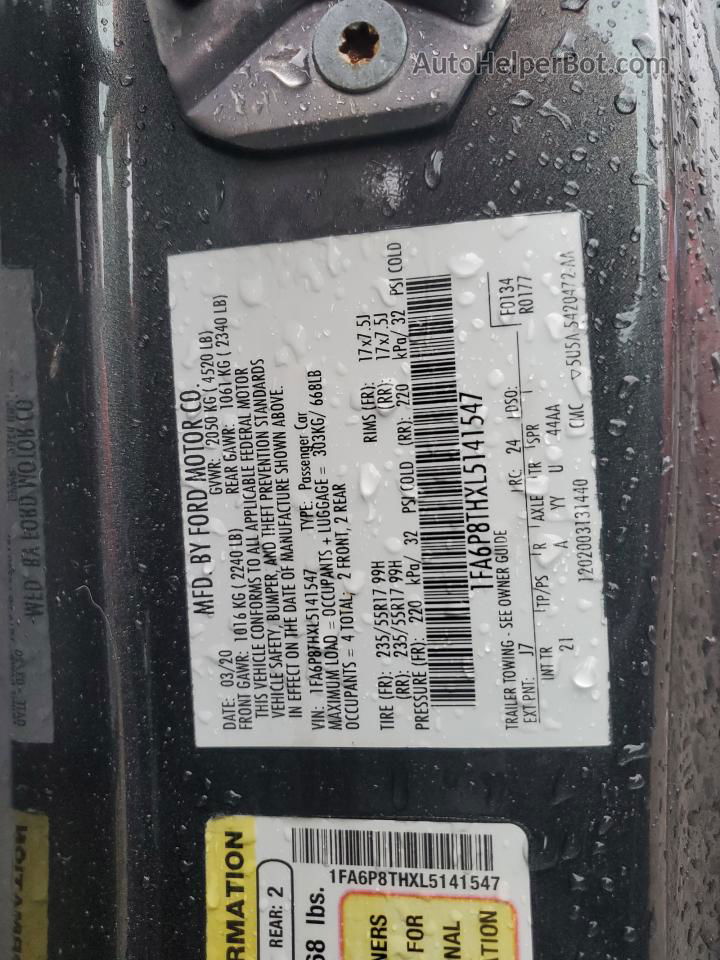 AutoHelperBot.com
MFD. BY FORD MOTOR CO.
DATE: 03/20 GVWR: 2050 KG ( 4520 LB)
FRONT GAWR: 1016 KG ( 2240 LB) REAR GAWR: 1061 KG ( 2340 LB)
THIS VEHICLE CONFORMS TO ALL APPLICABLE FEDERAL MOTOR
VEHICLE SAFETY, BUMPER, AND THEFT PREVENTION STANDARDS
IN EFFECT ON THE DATE OF MANUFACTURE SHOWN ABOVE.
VIN: 1FA6P8THXL5141547 TYPE: Passenger Car
MAXIMUM LOAD = OCCUPANTS + LUGGAGE = 303KG/ 668LB
OCCUPANTS = 4 TOTAL, 2 FRONT, 2 REAR
TIRE (FR): 235/55R17 99H RIMS (FR): 17x7.5J
(RR): 235/55R17 99H (RR): 17x7.5J
PRESSURE (FR): 220 kPa/ 32 PSI COLD (RR): 220 kPa/ 32 PSI COLD
1FA6P8THXL5141547
TRAILER TOWING - SEE OWNER GUIDE F0134
EXT PNT: J7 RC: 24 DSO: R0177
INT TR TP/PS R AXLE TR SPR
21 A YY U 44AA
1202003131440 CMC ▽5U5A 5420472 AA
RMATION
REAR: 2
68 lbs.
1FA6P8THXL5141547
NERS
FOR
NAL
TION